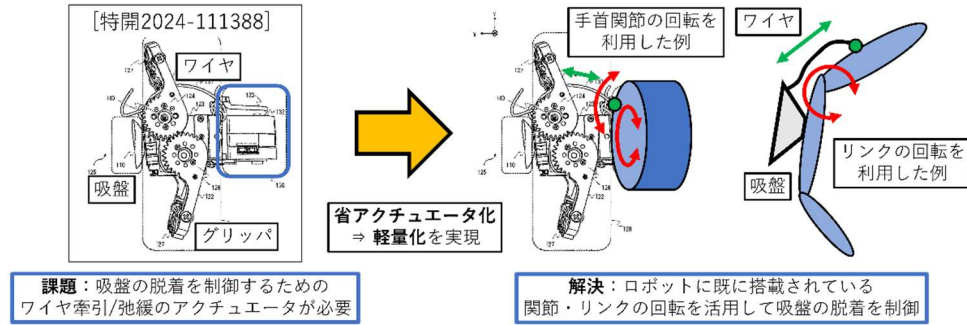 [特開2024-111388]
ワイヤ
吸盤
グリッパ
省アクチュエータ化
⇒ 軽量化を実現
手首関節の回転を
利用した例
ワイヤ
吸盤
リンクの回転を
利用した例
課題：吸盤の脱着を制御するための
ワイヤ牽引/弛緩のアクチュエータが必要
解決：ロボットに既に搭載されている
関節・リンクの回転を活用して吸盤の脱着を制御